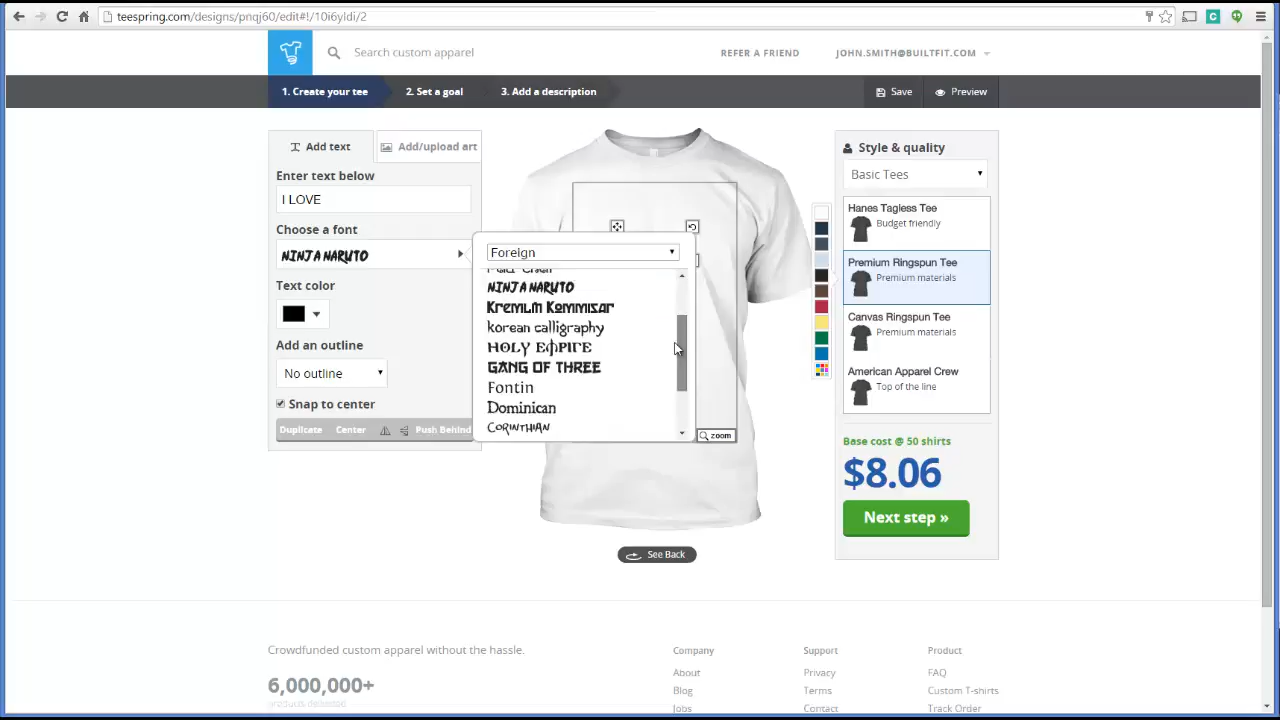 teespring.com/designs/pnqj60/edit#!/10i6yldi/2
Search custom apparel
REFER A FRIEND
JOHN.SMITH@BUILTFIT.COM
1. Create your tee
2. Set a goal
3. Add a description
Save
Preview
Add text
Add/upload art
Enter text below
I LOVE
Choose a font
NINJA NARUTO
Text color
Add an outline
No outline
Snap to center
Duplicate
Center
Push Behind
Foreign
NINJA NARUTO
Kremlin Kommisar
korean calligraphy
HOLY EMPIRE
GANG OF THREE
Fontin
Dominican
CORINTHIAN
zoom
See Back
Style & quality
Basic Tees
Hanes Tagless Tee
Budget friendly
Premium Ringspun Tee
Premium materials
Canvas Ringspun Tee
Premium materials
American Apparel Crew
Top of the line
Base cost @ 50 shirts
$8.06
Next step »
Crowdfunded custom apparel without the hassle.
6,000,000+
Company
About
Blog
Jobs
Support
Privacy
Terms
Contact
Product
FAQ
Custom T-shirts
Track Order